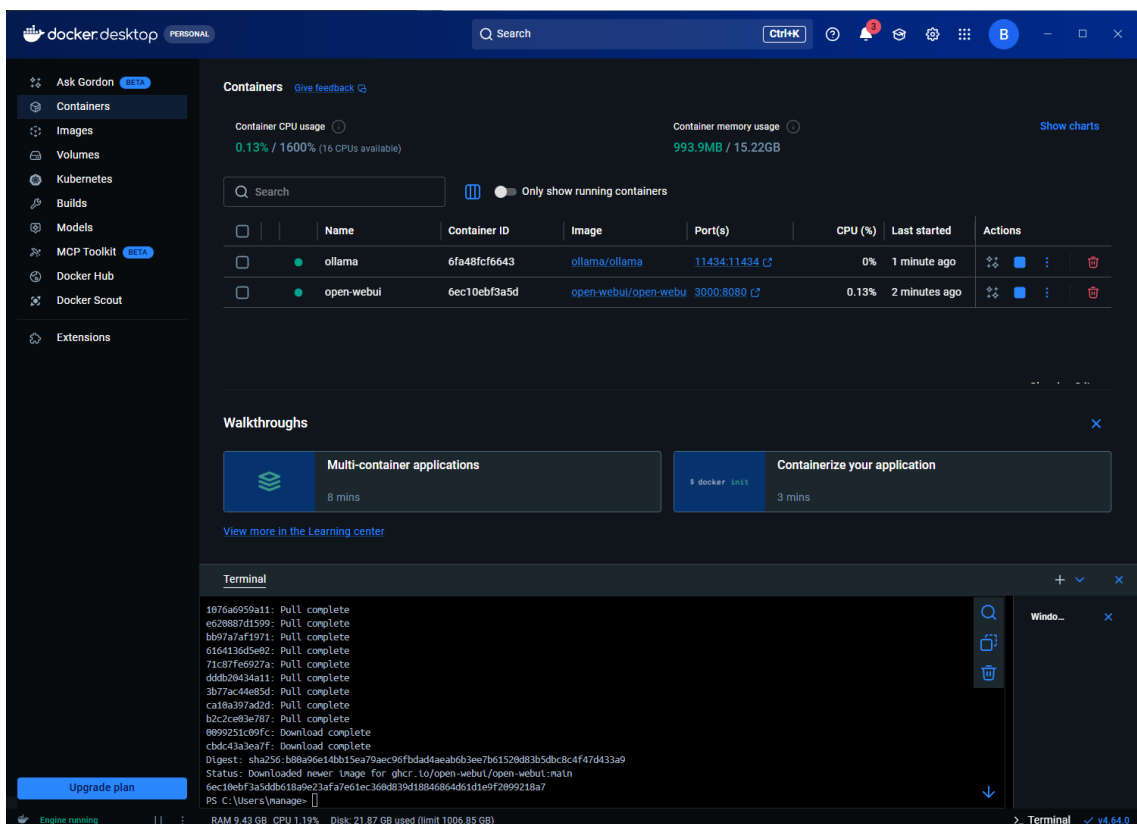 docker.desktop PERSONAL
Search
Ctrl+K
3
B
Ask Gordon BETA
Containers
Images
Volumes
Kubernetes
Builds
Models
MCP Toolkit BETA
Docker Hub
Docker Scout
Extensions
Upgrade plan
Containers Give feedback
Container CPU usage
0.13% / 1600% (16 CPUs available)
Container memory usage
993.9MB / 15.22GB
Show charts
Search
Only show running containers
Name Container ID Image Port(s) CPU (%) Last started Actions
ollama 6fa48fcf6643 ollama/ollama 11434:11434 0% 1 minute ago
open-webui 6ec10ebf3a5d open-webui/open-webu 3000:8080 0.13% 2 minutes ago
Walkthroughs
Multi-container applications
8 mins
$ docker init
Containerize your application
3 mins
View more in the Learning center
Terminal
1076a6959a11: Pull complete
e620887d1599: Pull complete
bb97a7af1971: Pull complete
6164136d5e02: Pull complete
71c87fe6927a: Pull complete
dddb20434a11: Pull complete
3b77ac44e85d: Pull complete
ca10a397ad2d: Pull complete
b2c2ce03e787: Pull complete
0099251c09fc: Download complete
cbdc43a3ea7f: Download complete
Digest: sha256:b80a96e14bb15ea79aec96fbdad4aeab6b3ee7b61520d83b5dbc8c4f47d433a9
Status: Downloaded newer image for ghcr.io/open-webui/open-webui:main
6ec10ebf3a5ddb618a9e23afa7e61ec360d839d18846864d61d1e9f2099218a7
PS C:\Users\manage>
Windo...
Engine running
RAM 9.43 GB CPU 1.19% Disk: 21.87 GB used (limit 1006.85 GB)
Terminal v4.64.0